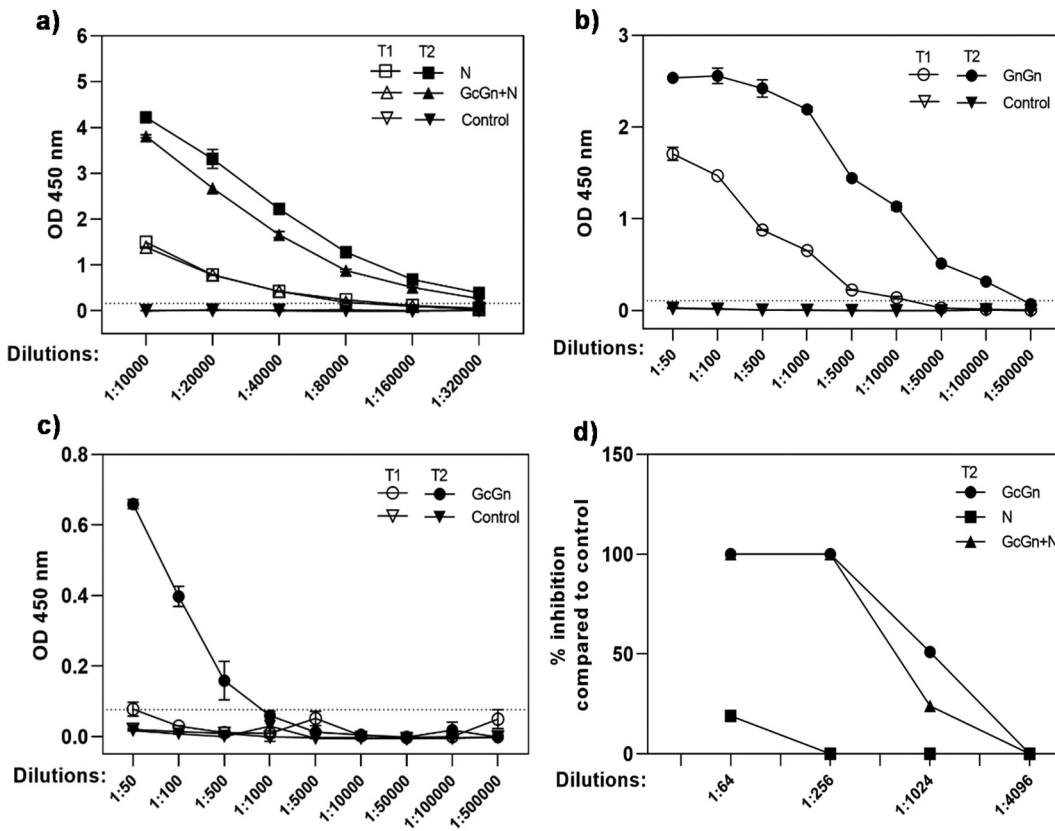 a)
T1 T2
N
GcGn+N
Control
OD 450 nm
6
5
4
3
2
1
0
Dilutions:
1:10000
1:20000
1:40000
1:80000
1:160000
1:320000
b)
T1 T2
GnGn
Control
OD 450 nm
3
2
1
0
Dilutions:
1:50
1:100
1:500
1:1000
1:5000
1:10000
1:50000
1:100000
1:500000
c)
T1 T2
GcGn
Control
OD 450 nm
0.8
0.6
0.4
0.2
0.0
Dilutions:
1:50
1:100
1:500
1:1000
1:5000
1:10000
1:50000
1:100000
1:500000
d)
T2
GcGn
N
GcGn+N
% inhibition
compared to control
150
100
50
0
Dilutions:
1:64
1:256
1:1024
1:4096